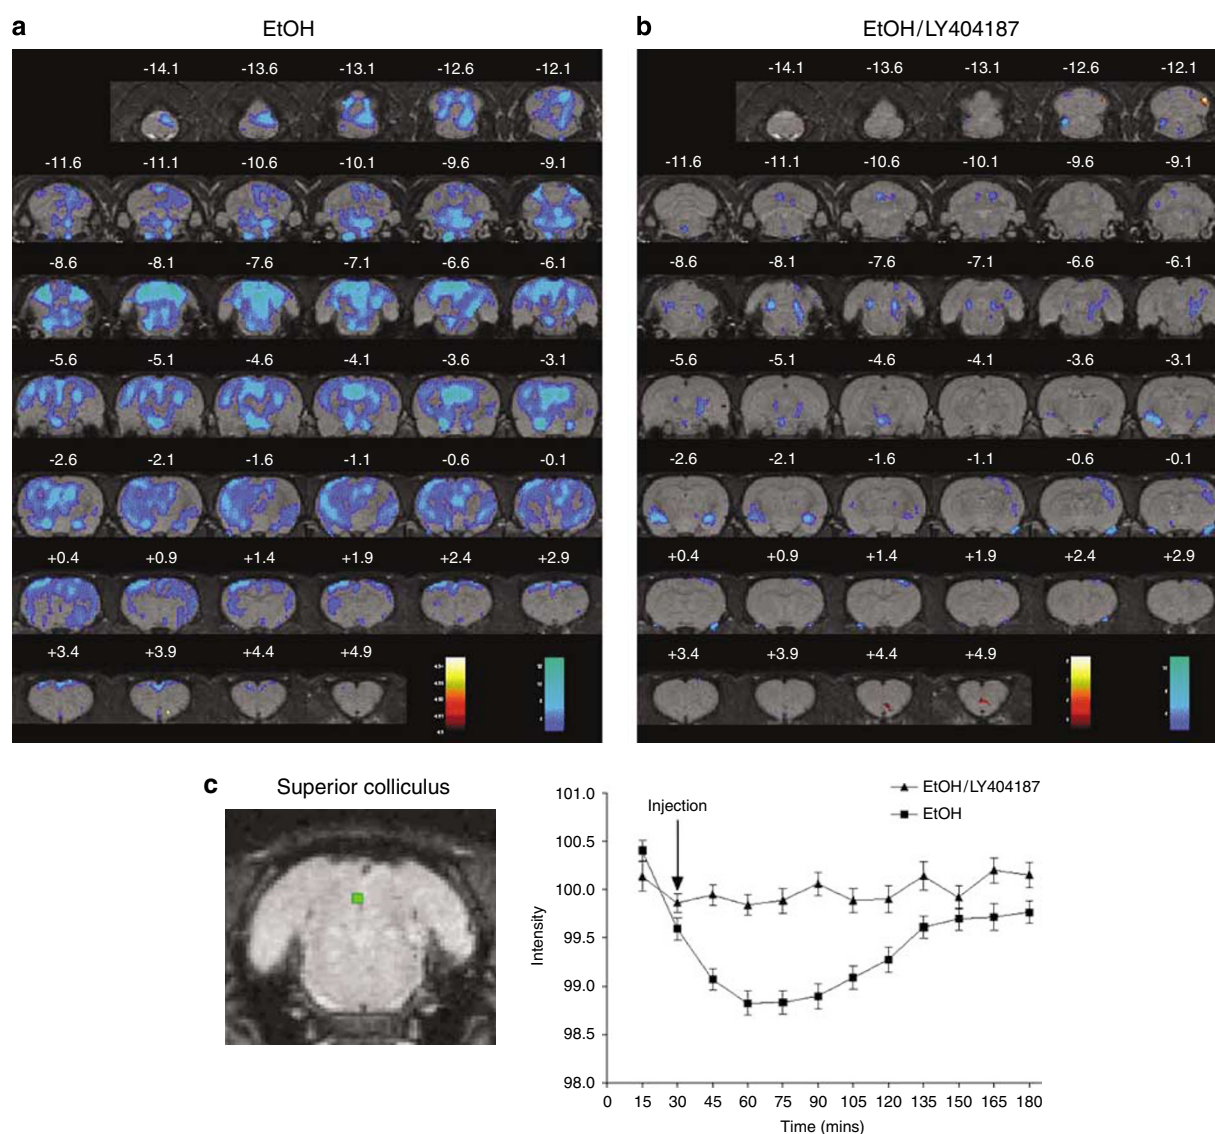 a EtOH
-14.1 -13.6 -13.1 -12.6 -12.1
-11.6 -11.1 -10.6 -10.1 -9.6 -9.1
-8.6 -8.1 -7.6 -7.1 -6.6 -6.1
-5.6 -5.1 -4.6 -4.1 -3.6 -3.1
-2.6 -2.1 -1.6 -1.1 -0.6 -0.1
+0.4 +0.9 +1.4 +1.9 +2.4 +2.9
+3.4 +3.9 +4.4 +4.9
b EtOH/LY404187
-14.1 -13.6 -13.1 -12.6 -12.1
-11.6 -11.1 -10.6 -10.1 -9.6 -9.1
-8.6 -8.1 -7.6 -7.1 -6.6 -6.1
-5.6 -5.1 -4.6 -4.1 -3.6 -3.1
-2.6 -2.1 -1.6 -1.1 -0.6 -0.1
+0.4 +0.9 +1.4 +1.9 +2.4 +2.9
+3.4 +3.9 +4.4 +4.9
c Superior colliculus
EtOH/LY404187
EtOH
Injection
Intensity
101.0
100.5
100.0
99.5
99.0
98.5
98.0
0 15 30 45 60 75 90 105 120 135 150 165 180
Time (mins)